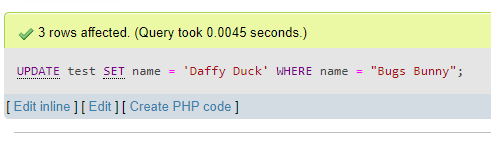 3 rows affected. (Query took 0.0045 seconds.)
UPDATE test SET name = 'Daffy Duck' WHERE name = "Bugs Bunny";
[ Edit inline ] [ Edit ] [ Create PHP code ]